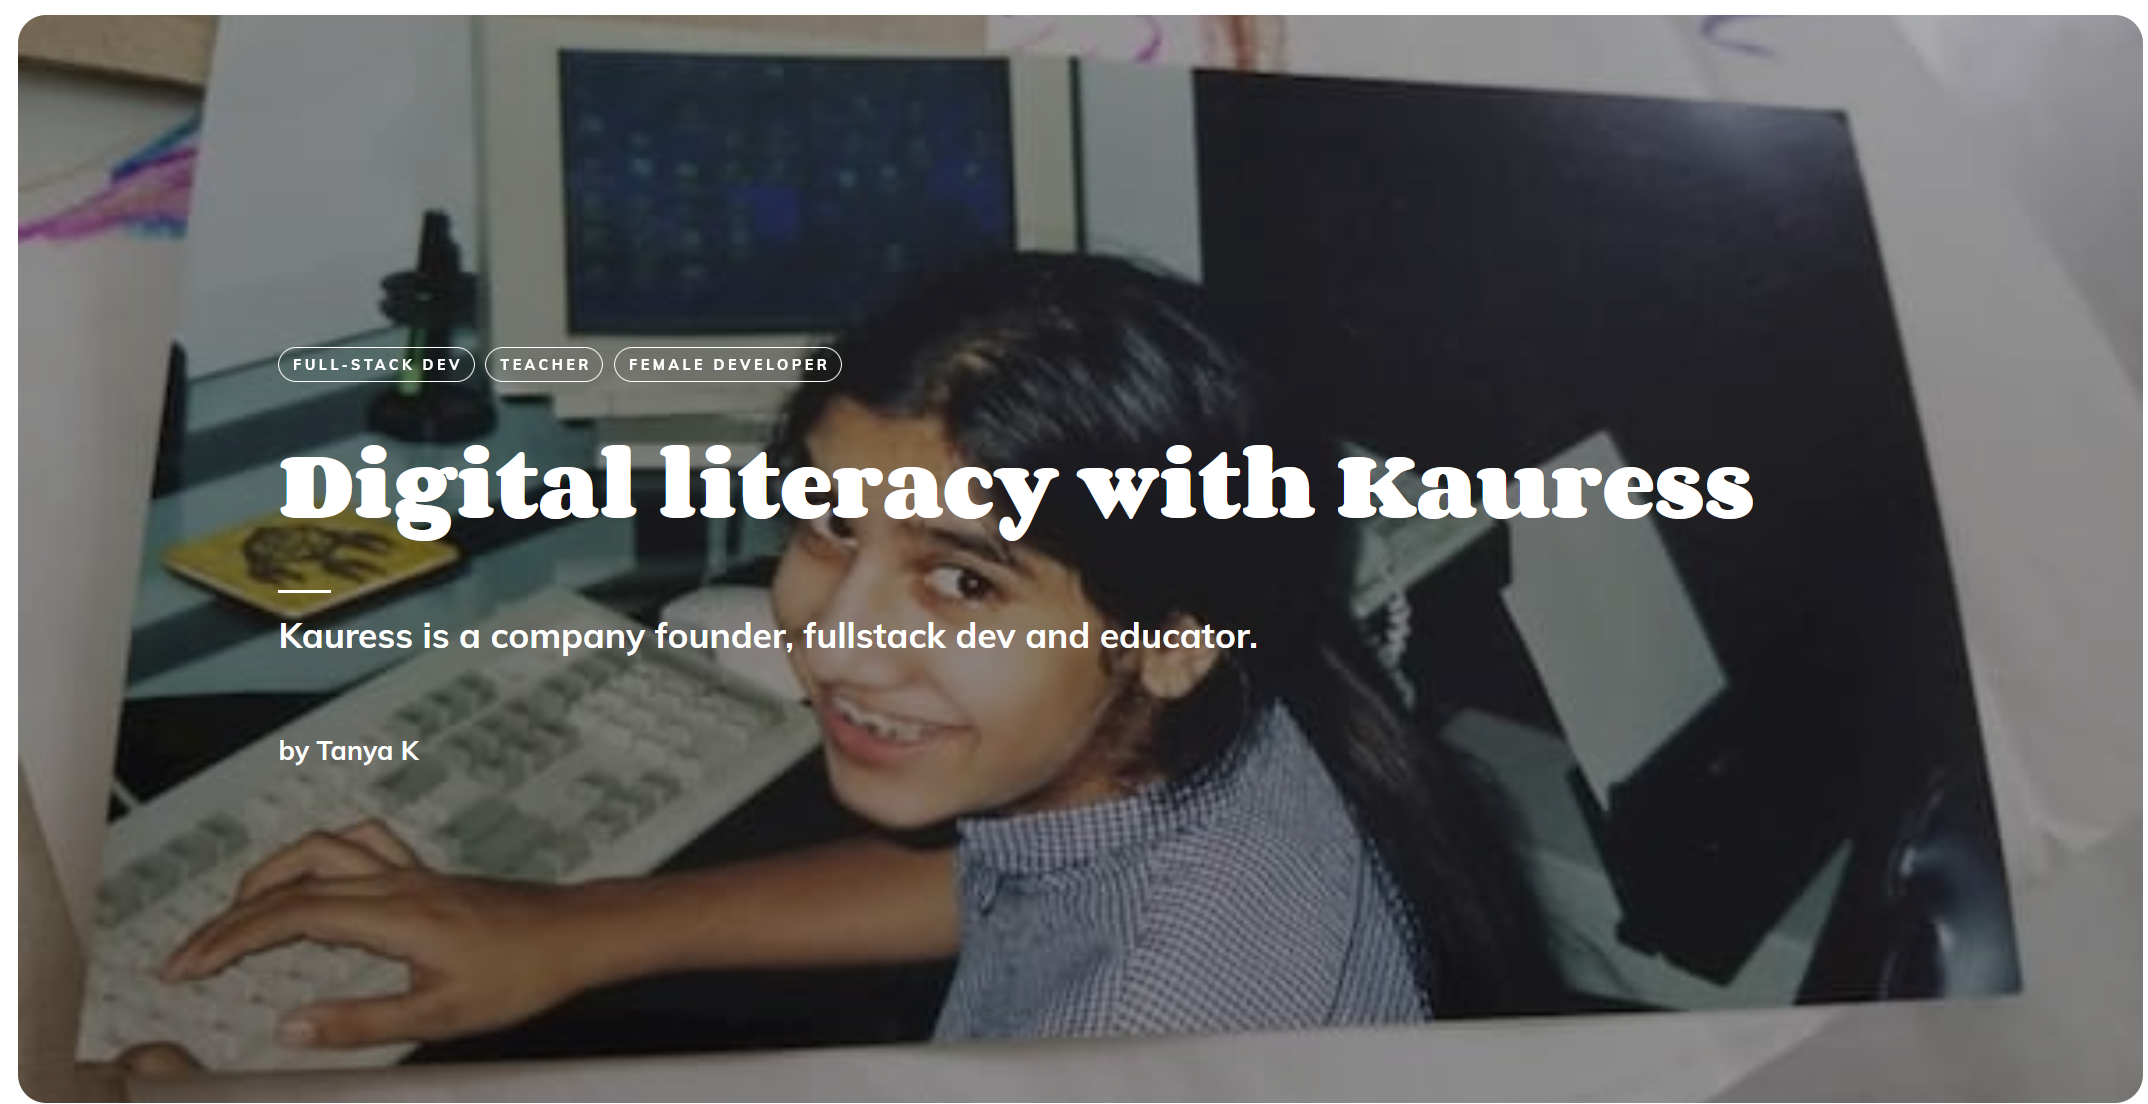 FULL-STACK DEV TEACHER FEMALE DEVELOPER
Digital literacy with Kauress
Kauress is a company founder, fullstack dev and educator.
by Tanya K